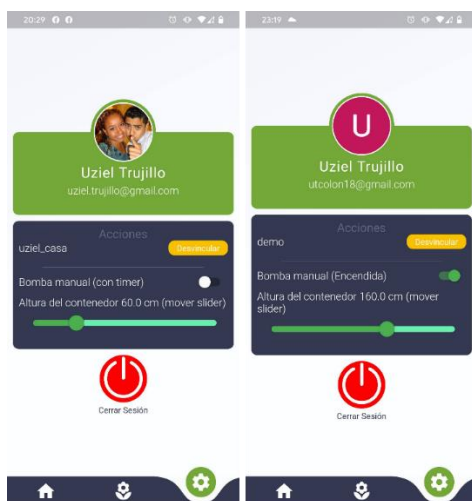 20:29
Uziel Trujillo
uziel.trujillo@gmail.com
Acciones
uziel_casa
Desvincular
Bomba manual (con timer)
Altura del contenedor 60.0 cm (mover slider)
Cerrar Sesión
23:19
U
Uziel Trujillo
utcolon18@gmail.com
Acciones
demo
Desvincular
Bomba manual (Encendida)
Altura del contenedor 160.0 cm (mover
slider)
Cerrar Sesión